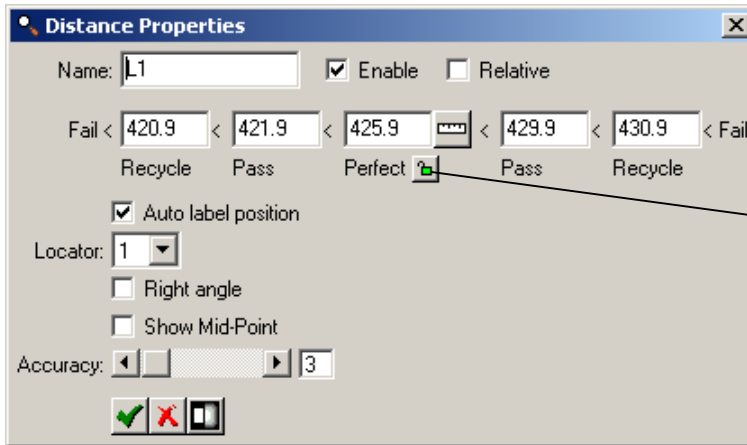 Distance Properties
Name: L1 Enable Relative
Fail < 420.9 < 421.9 < 425.9 < 429.9 < 430.9 < Fail
Recycle Pass Perfect Pass Recycle
Auto label position
Locator: 1
Right angle
Show Mid-Point
Accuracy: 3